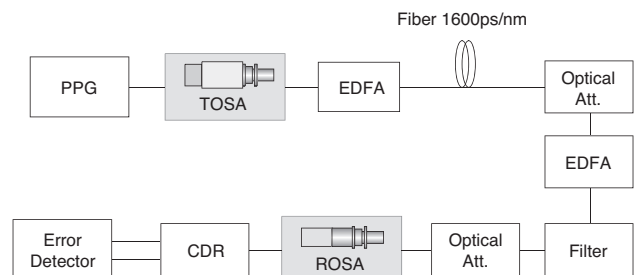 Fiber 1600ps/nm
PPG
TOSA
EDFA
Optical
Att.
EDFA
Error
Detector
CDR
ROSA
Optical
Att.
Filter